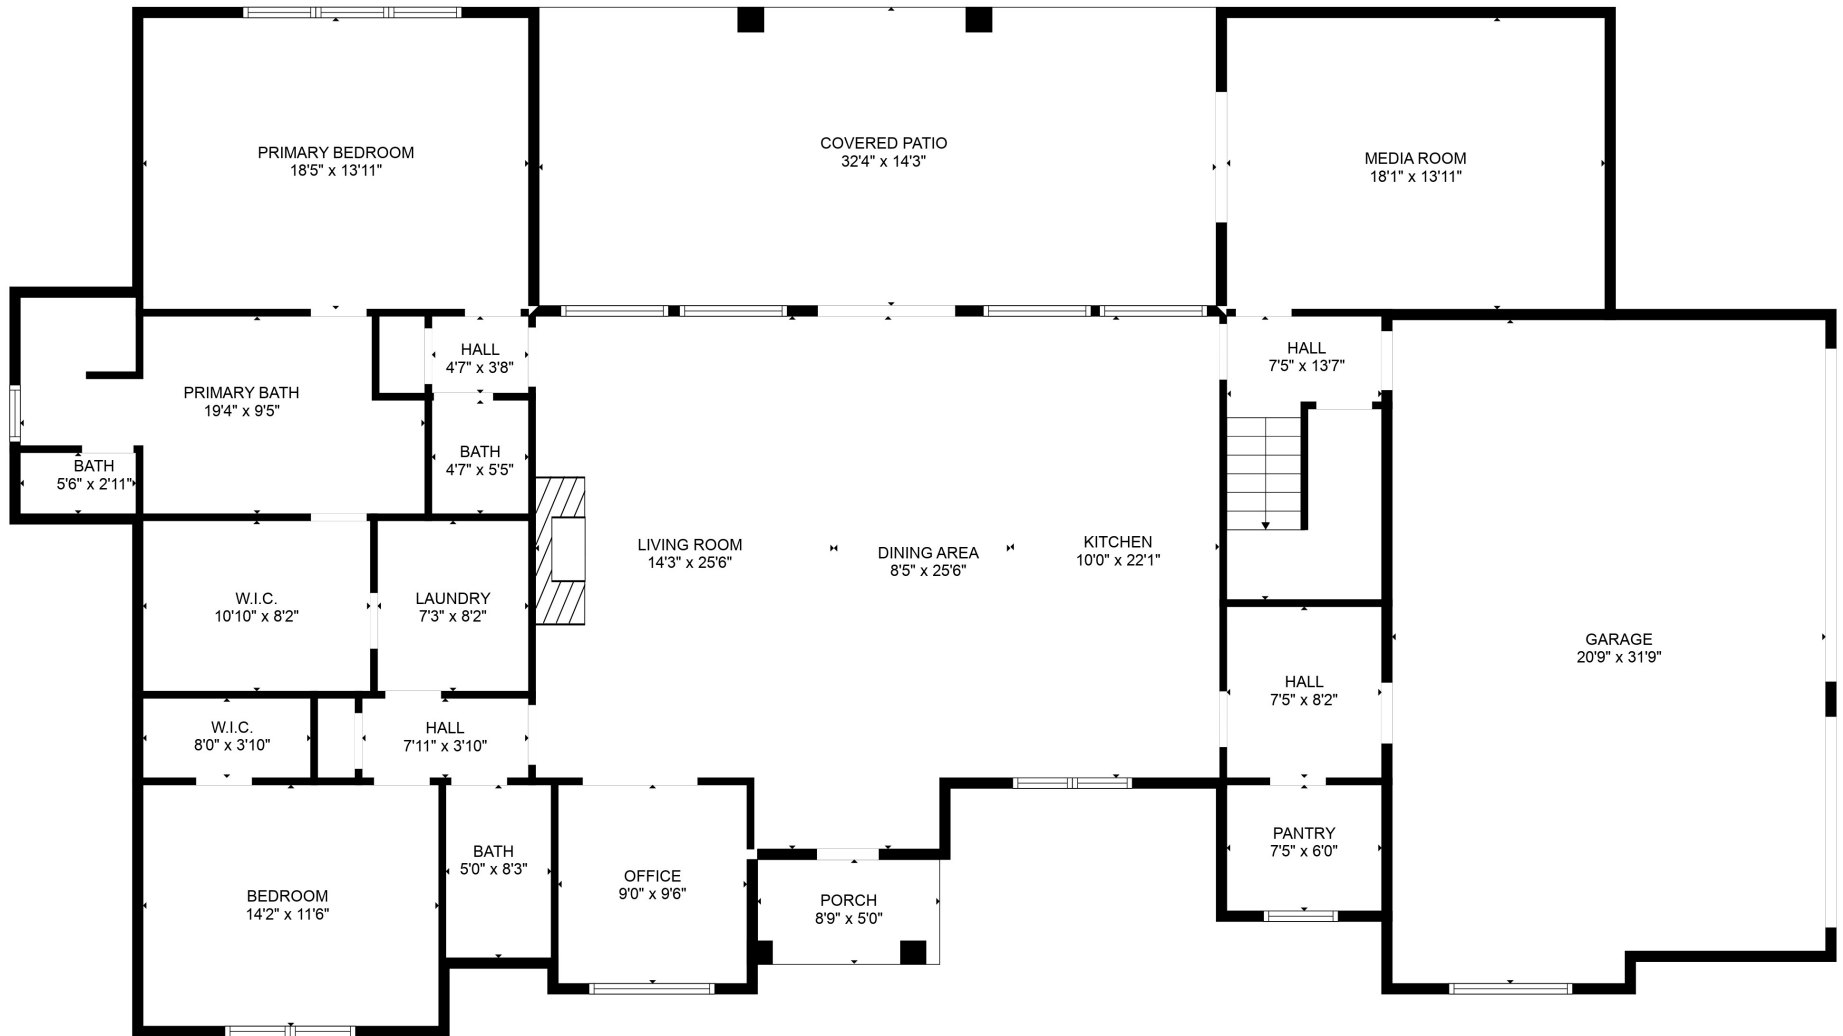 PRIMARY BEDROOM
18'5" x 13'11"
COVERED PATIO
32'4" x 14'3"
MEDIA ROOM
18'1" x 13'11"
HALL
4'7" x 3'8"
HALL
7'5" x 13'7"
PRIMARY BATH
19'4" x 9'5"
BATH
4'7" x 5'5"
BATH
5'6" x 2'11"
LIVING ROOM
14'3" x 25'6"
DINING AREA
8'5" x 25'6"
KITCHEN
10'0" x 22'1"
W.I.C.
10'10" x 8'2"
LAUNDRY
7'3" x 8'2"
GARAGE
20'9" x 31'9"
HALL
7'5" x 8'2"
W.I.C.
8'0" x 3'10"
HALL
7'11" x 3'10"
PANTRY
7'5" x 6'0"
BATH
5'0" x 8'3"
OFFICE
9'0" x 9'6"
BEDROOM
14'2" x 11'6"
PORCH
8'9" x 5'0"